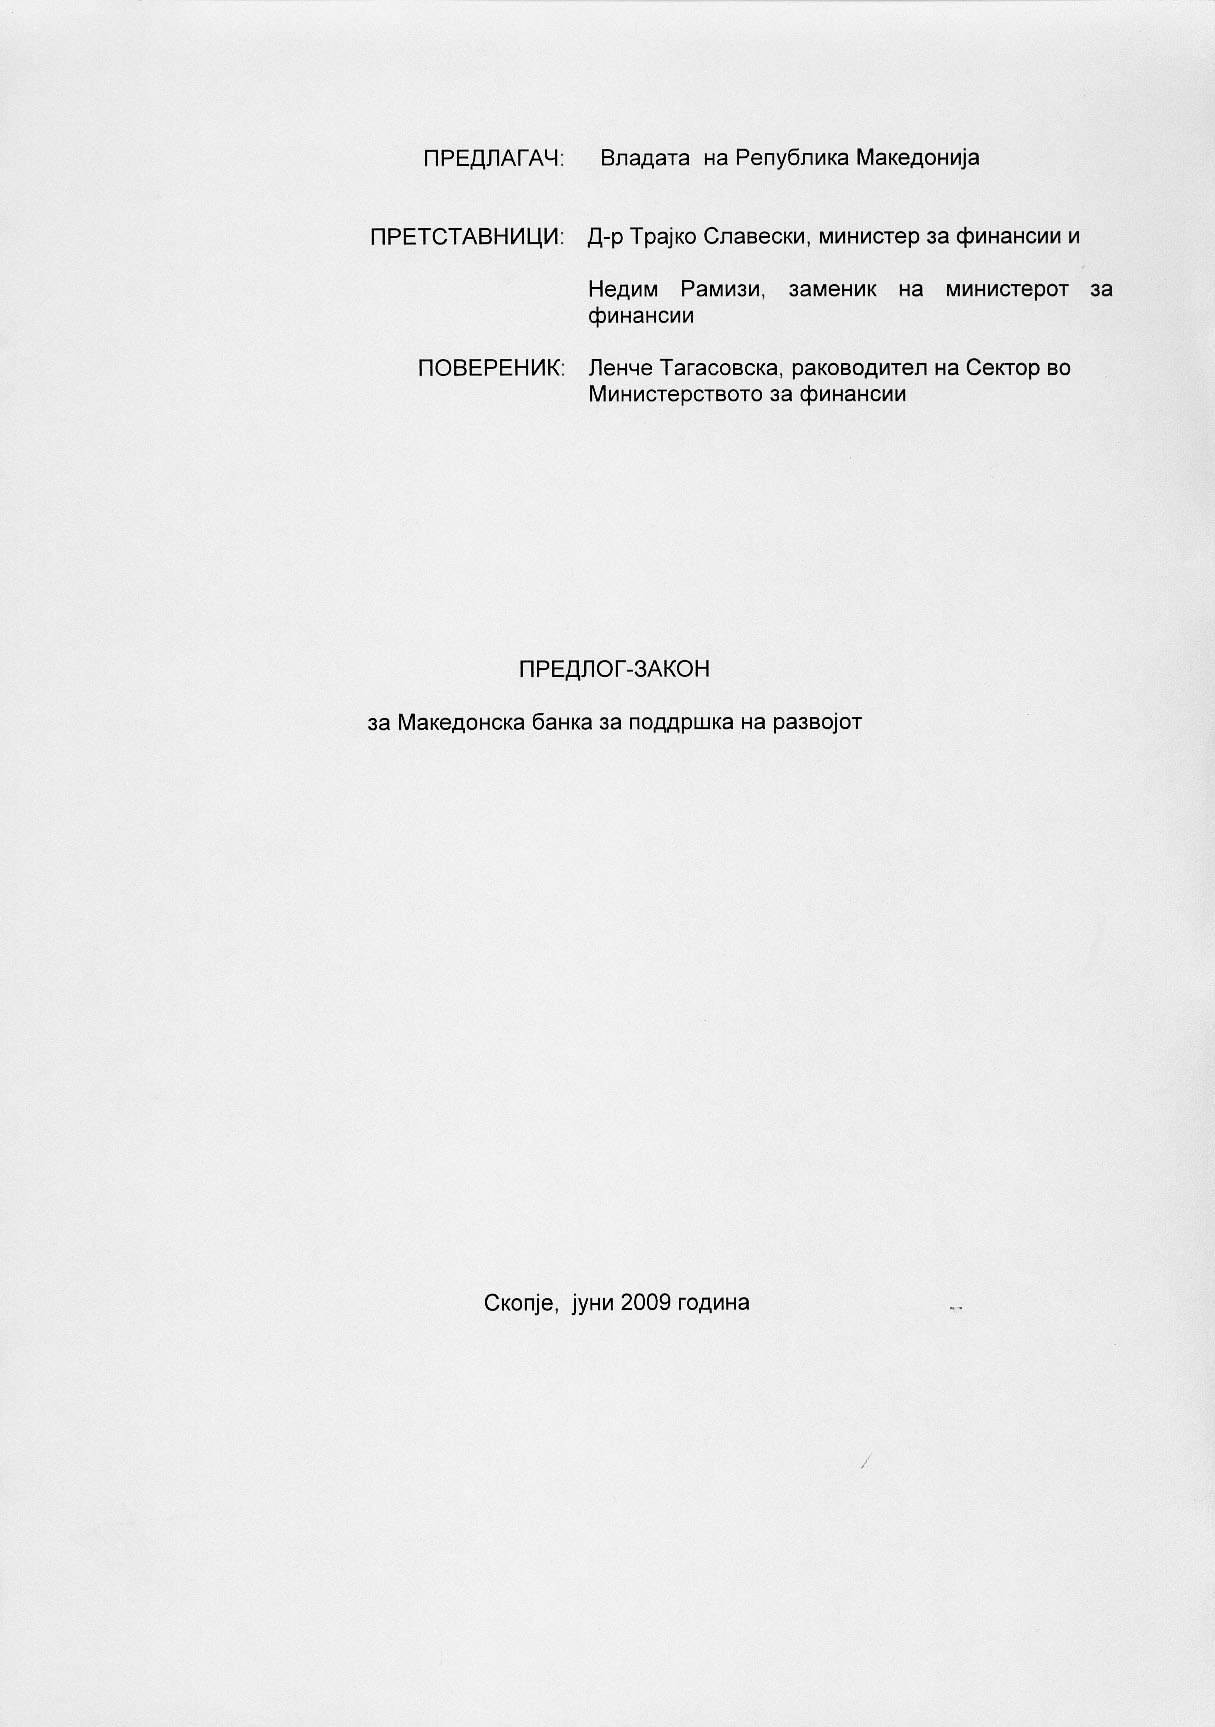 ПРЕДЛАГАЧ: Владата на Република Македонија
ПРЕТСТАВНИЦИ: Д-р Трајко Славески, министер за финансии и
Недим Рамизи, заменик на министерот за
финансии
ПОВЕРЕНИК: Ленче Тагасовска, раководител на Сектор во
Министерството за финансии
ПРЕДЛОГ-ЗАКОН
за Македонска банка за поддршка на развојот
Скопје, јуни 2009 година